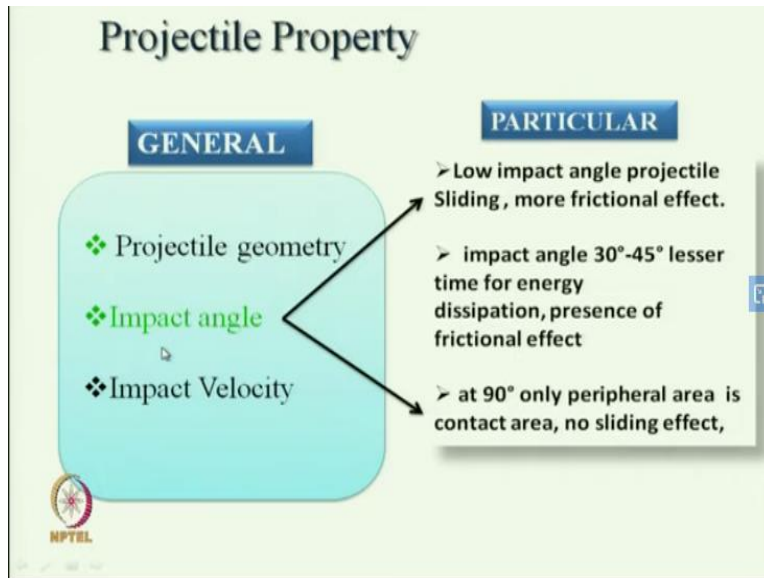 Projectile Property
GENERAL
❖ Projectile geometry
❖Impact angle
❖Impact Velocity
PARTICULAR
➢Low impact angle projectile
Sliding , more frictional effect.
➢ impact angle 30°-45° lesser
time for energy
dissipation, presence of
frictional effect
➢ at 90° only peripheral area is
contact area, no sliding effect,
NPTEL